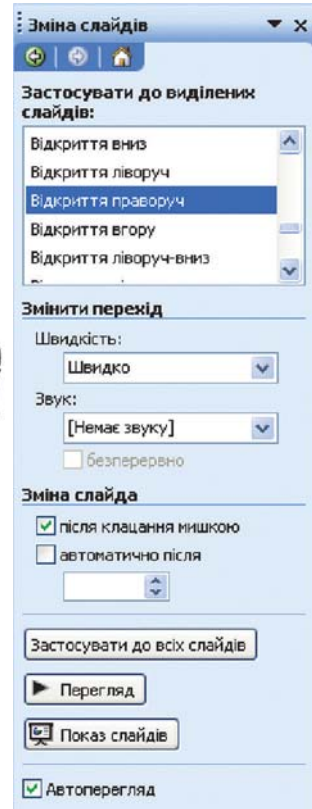 Зміна слайдів
Застосувати до виділених
слайдів:
Відкриття вниз
Відкриття ліворуч
Відкриття праворуч
Відкриття вгору
Відкриття ліворуч-вниз
Змінити перехід
Швидкість:
Швидко
Звук:
[Немає звуку]
безперервно
Зміна слайда
після клацання мишкою
автоматично після
Застосувати до всіх слайдів
Перегляд
Показ слайдів
Автоперегляд